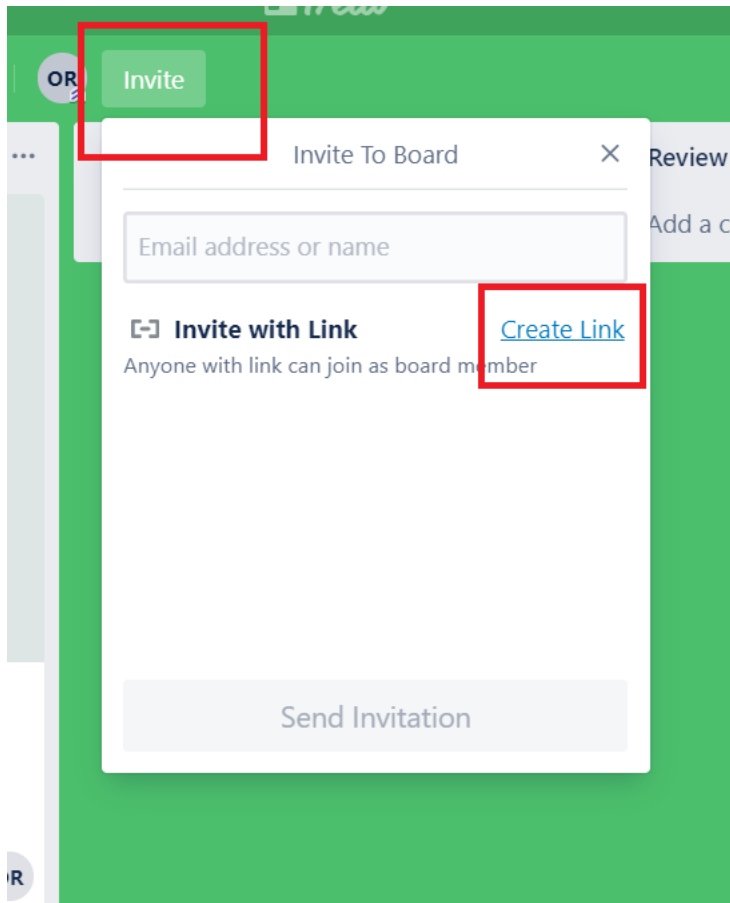 OR
Invite
...
Invite To Board
Review
Email address or name
Add a c
Invite with Link
Create Link
Anyone with link can join as board member
Send Invitation
R